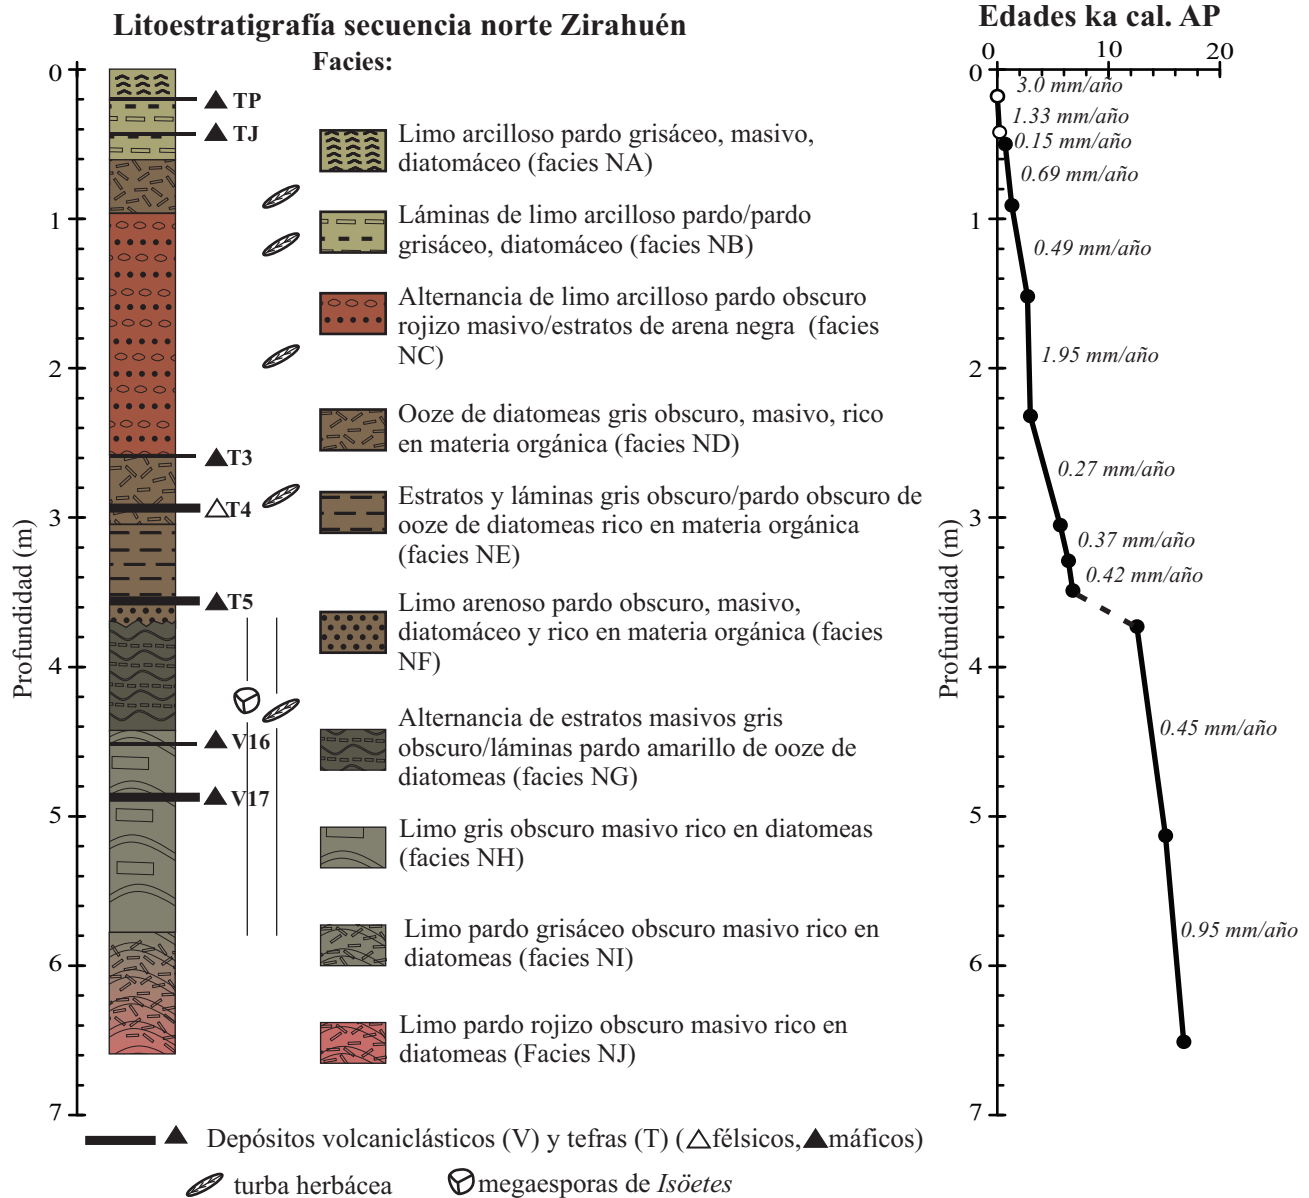 Litoestratigrafía secuencia norte Zirahuén
Facies:
Profundidad (m)
0
1
2
3
4
5
6
7
TP
TJ
T3
T4
T5
V16
V17
Limo arcilloso pardo grisáceo, masivo,
diatomáceo (facies NA)
Láminas de limo arcilloso pardo/pardo
grisáceo, diatomáceo (facies NB)
Alternancia de limo arcilloso pardo obscuro
rojizo masivo/estratos de arena negra (facies
NC)
Ooze de diatomeas gris obscuro, masivo, rico
en materia orgánica (facies ND)
Estratos y láminas gris obscuro/pardo obscuro de
ooze de diatomeas rico en materia orgánica
(facies NE)
Limo arenoso pardo obscuro, masivo,
diatomáceo y rico en materia orgánica (facies
NF)
Alternancia de estratos masivos gris
obscuro/láminas pardo amarillo de ooze de
diatomeas (facies NG)
Limo gris obscuro masivo rico en diatomeas
(facies NH)
Limo pardo grisáceo obscuro masivo rico en
diatomeas (facies NI)
Limo pardo rojizo obscuro masivo rico en
diatomeas (Facies NJ)
Edades ka cal. AP
0 10 20
Profundidad (m)
0
1
2
3
4
5
6
7
3.0 mm/año
1.33 mm/año
0.15 mm/año
0.69 mm/año
0.49 mm/año
1.95 mm/año
0.27 mm/año
0.37 mm/año
0.42 mm/año
0.45 mm/año
0.95 mm/año
Depósitos volcaniclásticos (V) y tefras (T) (△félsicos,▲máficos)
turba herbácea
megaesporas de Isöetes